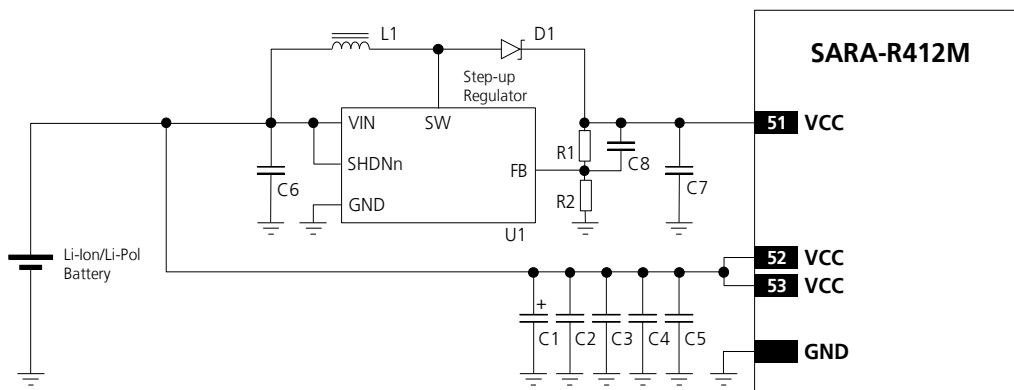 L1
D1
SARA-R412M
Step-up
Regulator
VIN
SW
51
VCC
SHDNn
FB
R1
C8
C6
GND
R2
C7
U1
Li-Ion/Li-Pol
Battery
52
VCC
53
VCC
+
C1
C2
C3
C4
C5
GND